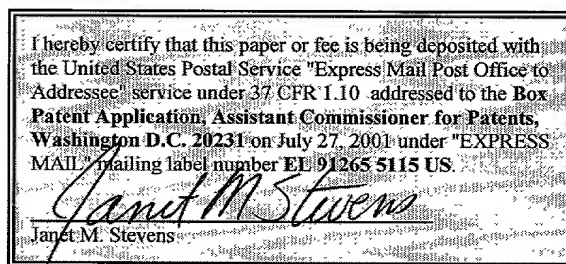 I hereby certify that this paper or fee is being deposited with
the United States Postal Service "Express Mail Post Office to
Addressee" service under 37 CFR 1.10 addressed to the Box
Patent Application, Assistant Commissioner for Patents,
Washington D.C. 20231 on July 27, 2001 under "EXPRESS
MAIL" mailing label number EL 91265 5115 US.
Janet M Stevens
Janet M. Stevens